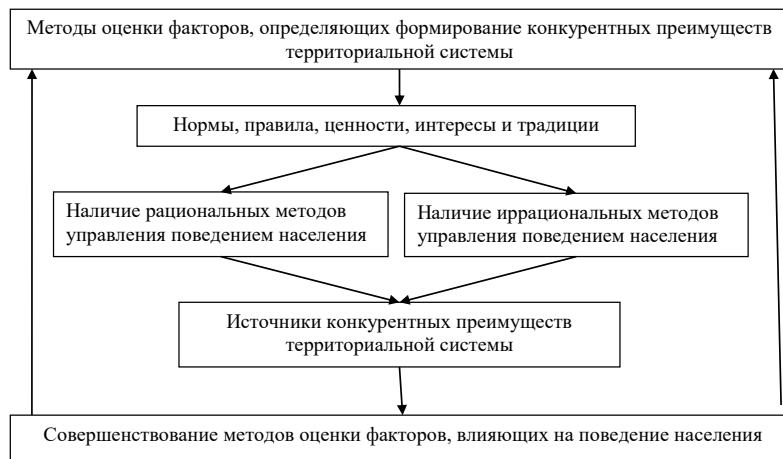 Методы оценки факторов, определяющих формирование конкурентных преимуществ
территориальной системы
Нормы, правила, ценности, интересы и традиции
Наличие рациональных методов
управления поведением населения
Наличие иррациональных методов
управления поведением населения
Источники конкурентных преимуществ
территориальной системы
Совершенствование методов оценки факторов, влияющих на поведение населения